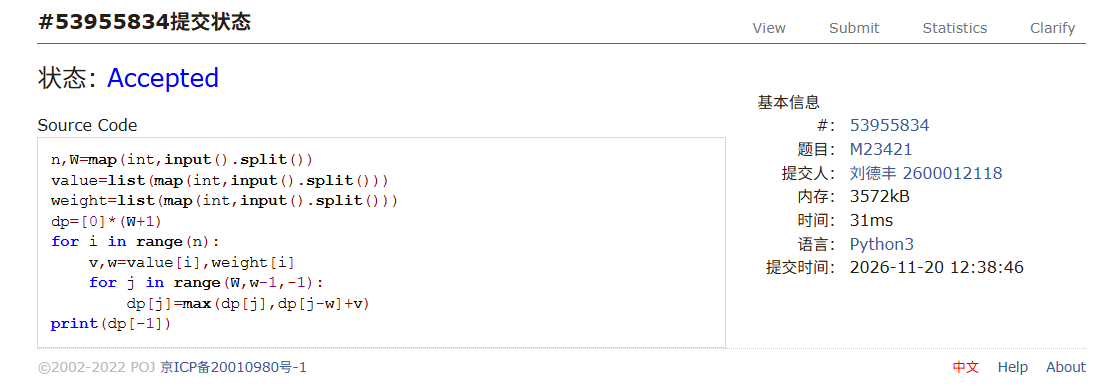 #53955834提交状态
View Submit Statistics Clarify
状态: Accepted
Source Code
n,W=map(int,input().split())
value=list(map(int,input().split()))
weight=list(map(int,input().split()))
dp=[0]*(W+1)
for i in range(n):
    v,w=value[i],weight[i]
    for j in range(W,w-1,-1):
        dp[j]=max(dp[j],dp[j-w]+v)
print(dp[-1])
基本信息
#: 53955834
题目: M23421
提交人: 刘德丰 2600012118
内存: 3572kB
时间: 31ms
语言: Python3
提交时间: 2026-11-20 12:38:46
©2002-2022 POJ 京ICP备20010980号-1
中文 Help About